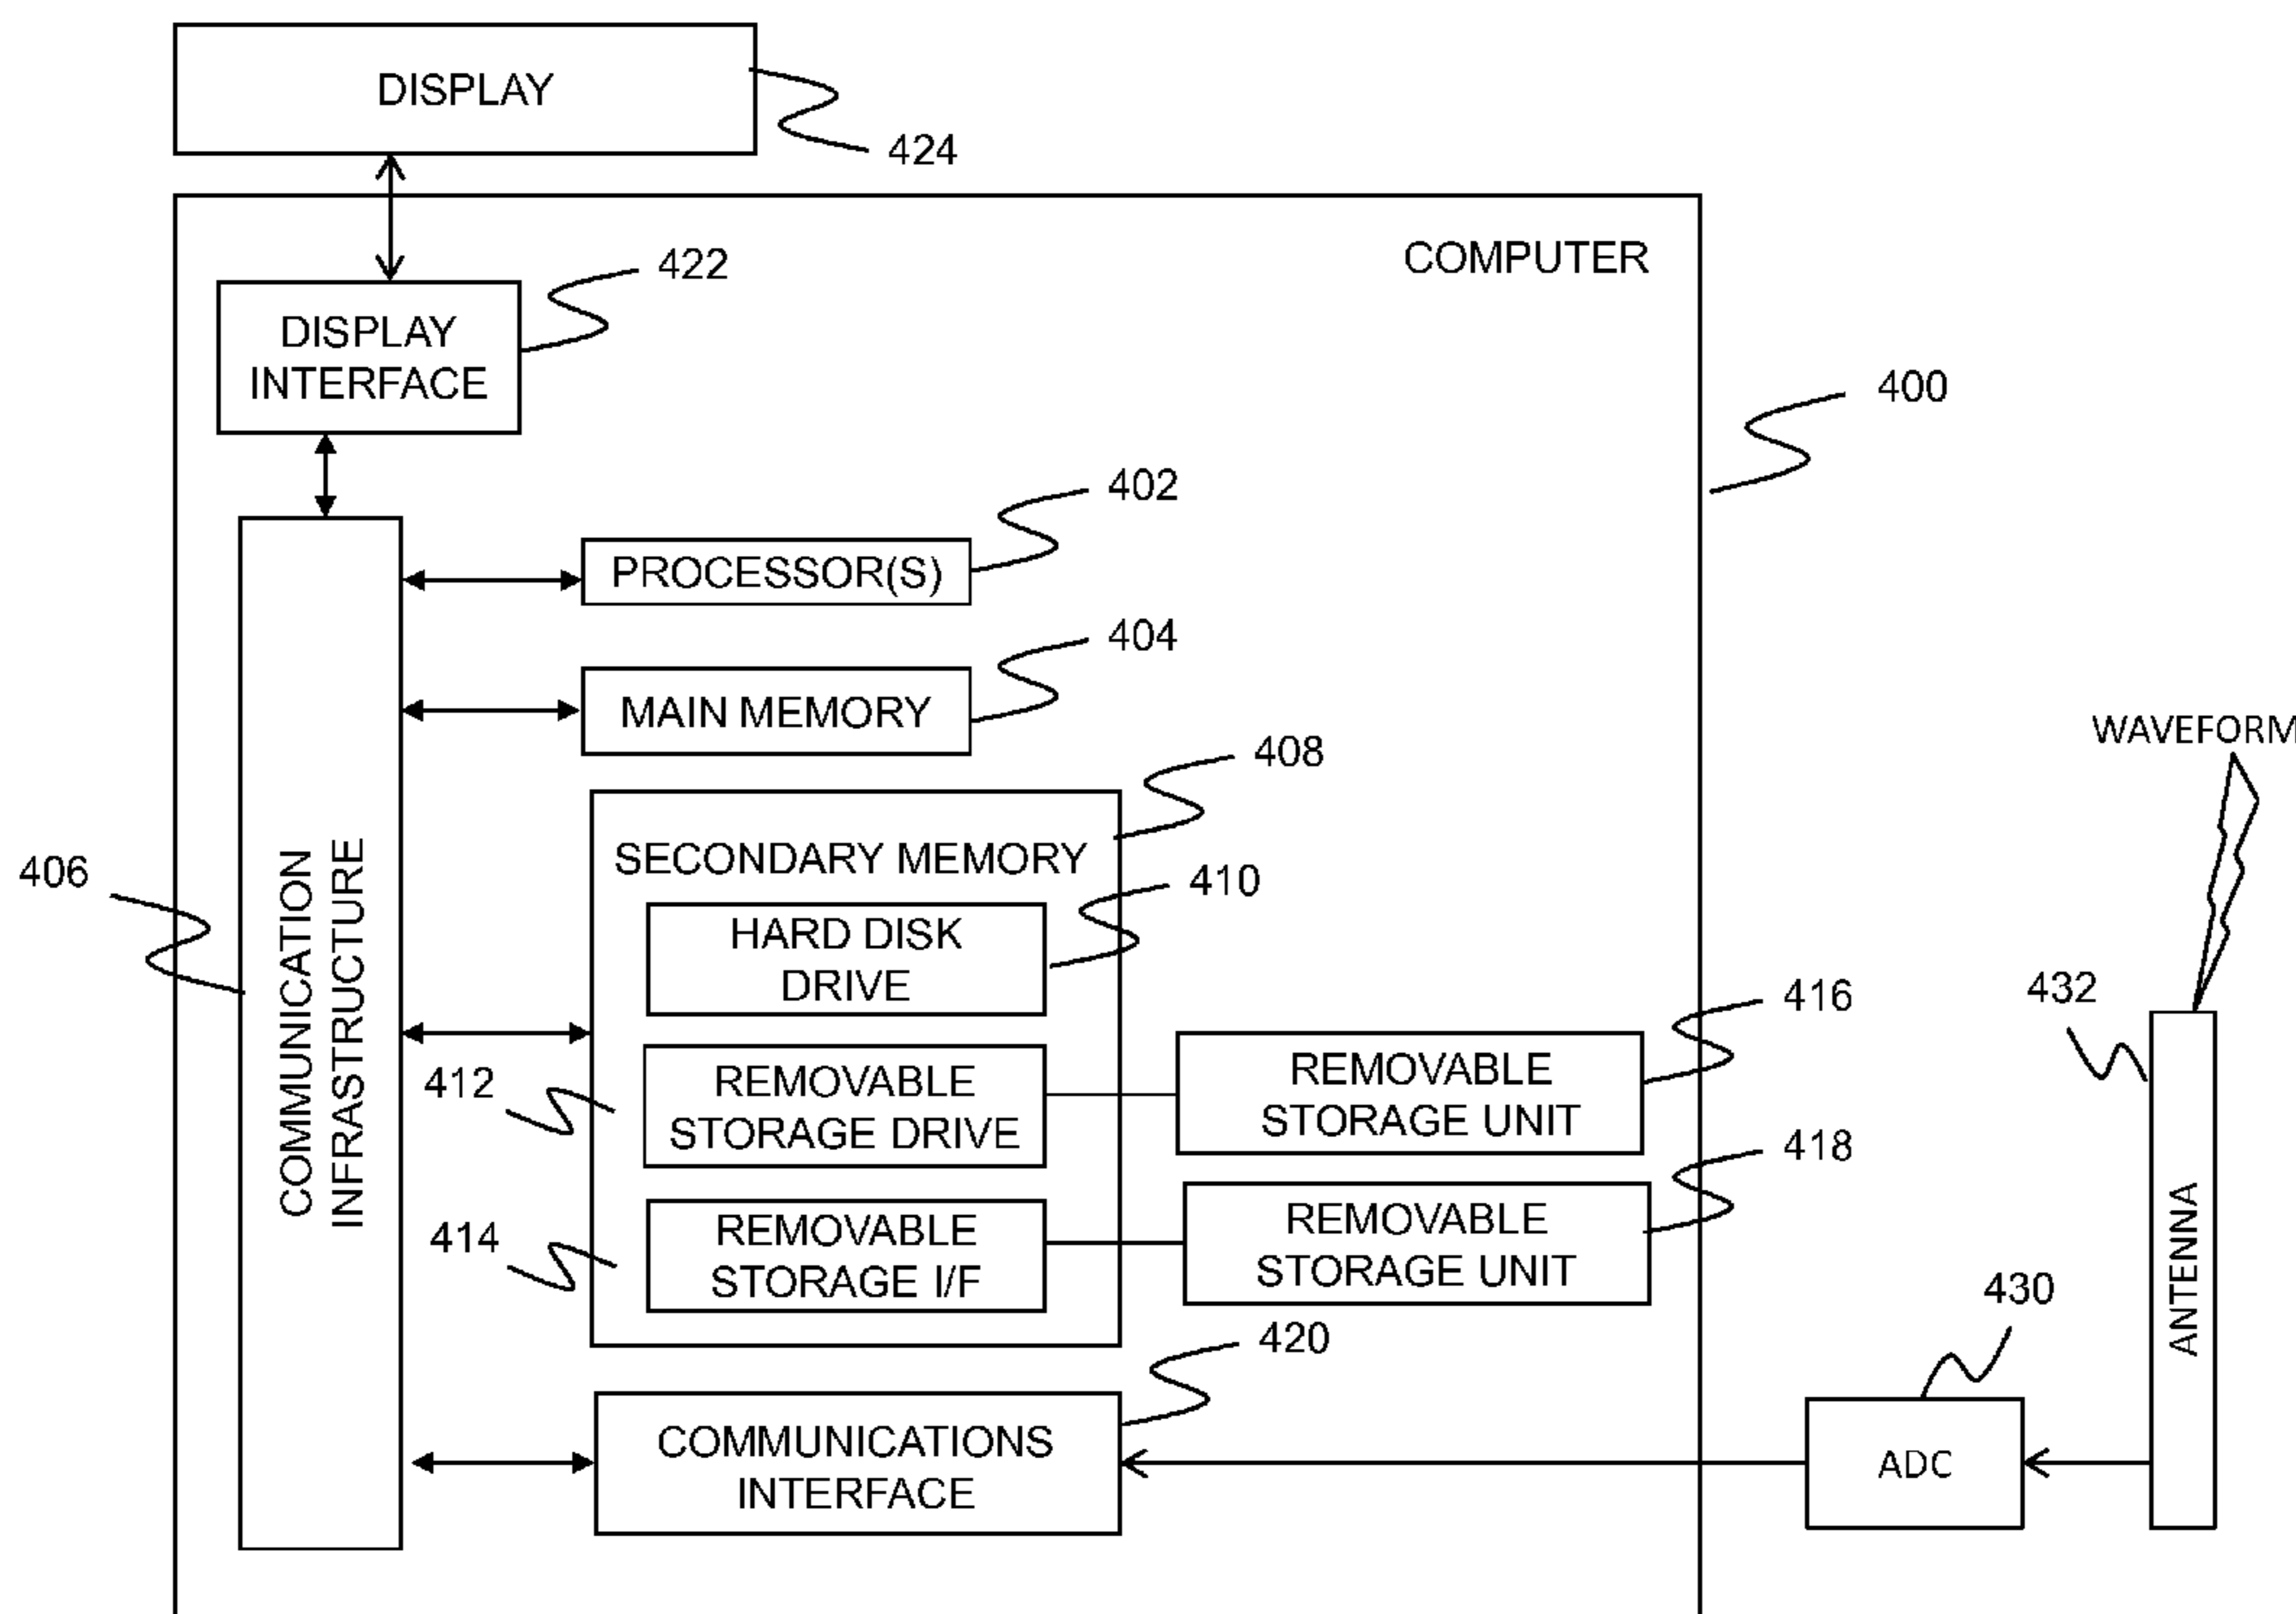 DISPLAY
424
COMPUTER
422
DISPLAY
INTERFACE
400
402
PROCESSOR(S)
404
MAIN MEMORY
WAVEFORM
408
SECONDARY MEMORY
406
COMMUNICATION
INFRASTRUCTURE
410
HARD DISK
DRIVE
416
432
412
REMOVABLE
STORAGE DRIVE
REMOVABLE
STORAGE UNIT
418
414
REMOVABLE
STORAGE I/F
REMOVABLE
STORAGE UNIT
ANTENNA
430
420
COMMUNICATIONS
INTERFACE
ADC